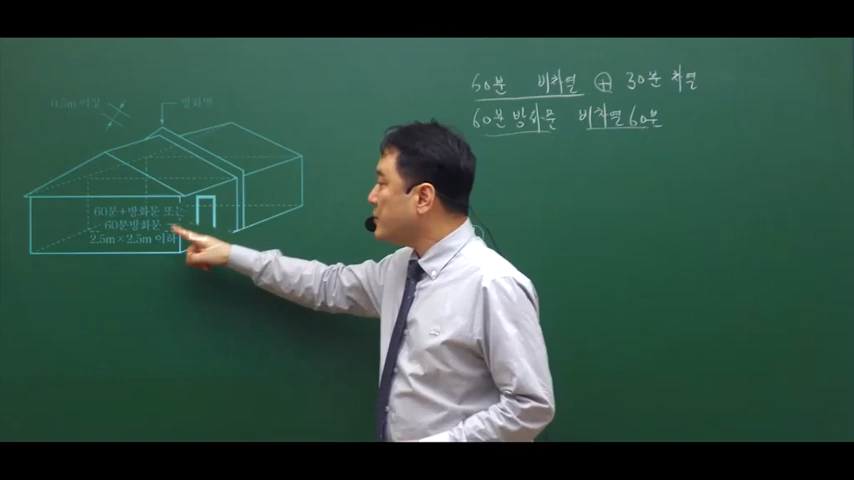 60분 비차열 ⊕ 30분 차열
60분 방화문 비차열 60분
0.5m 이상
방화벽
60분+방화문 또는
60분방화문
2.5m×2.5m 이하